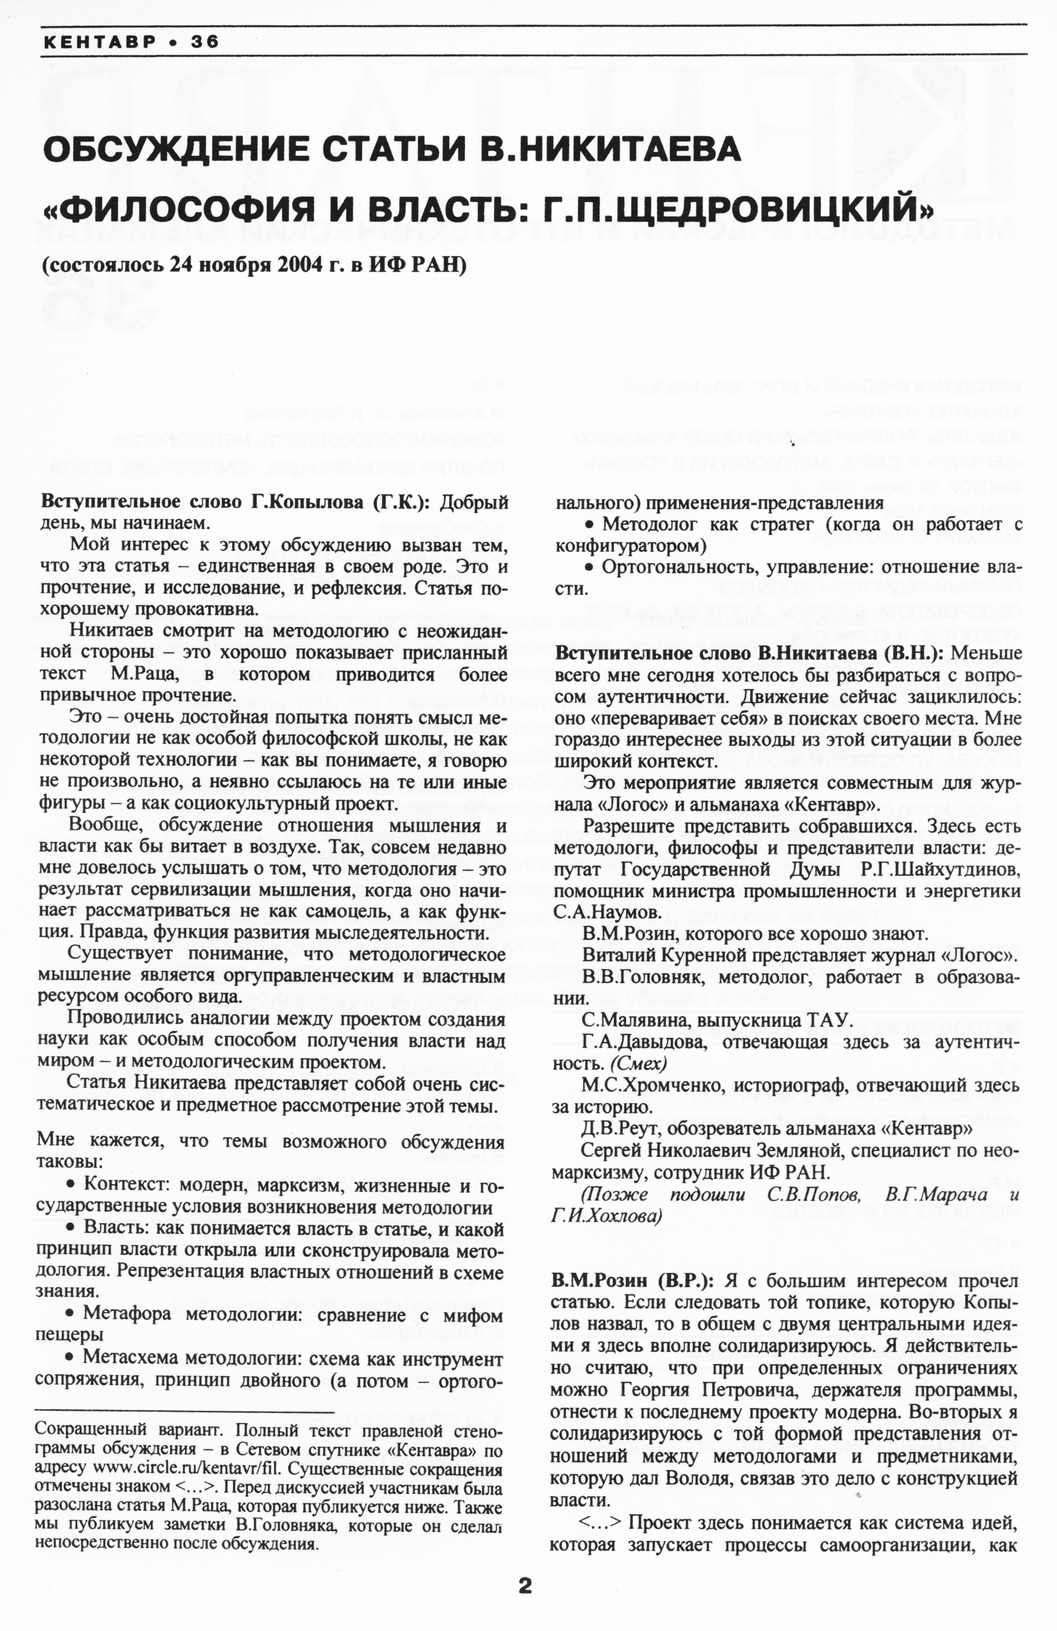 КЕНТАВР • 36
ОБСУЖДЕНИЕ СТАТЬИ В.НИКИТАЕВА
«ФИЛОСОФИЯ И ВЛАСТЬ: Г.П.ЩЕДРОВИЦКИЙ»
(состоялось 24 ноября 2004 г. в ИФ РАН)
Вступительное слово Г.Копылова (Г.К.): Добрый
день, мы начинаем.
Мой интерес к этому обсуждению вызван тем,
что эта статья – единственная в своем роде. Это и
прочтение, и исследование, и рефлексия. Статья по-
хорошему провокативна.
Никитаев смотрит на методологию с неожидан-
ной стороны – это хорошо показывает присланный
текст М.Раца, в котором приводится более
привычное прочтение.
Это – очень достойная попытка понять смысл ме-
тодологии не как особой философской школы, не как
некоторой технологии – как вы понимаете, я говорю
не произвольно, а неявно ссылаюсь на те или иные
фигуры – а как социокультурный проект.
Вообще, обсуждение отношения мышления и
власти как бы витает в воздухе. Так, совсем недавно
мне довелось услышать о том, что методология – это
результат сервилизации мышления, когда оно начи-
нает рассматриваться не как самоцель, а как функ-
ция. Правда, функция развития мыследеятельности.
Существует понимание, что методологическое
мышление является оргуправленческим и властным
ресурсом особого вида.
Проводились аналогии между проектом создания
науки как особым способом получения власти над
миром – и методологическим проектом.
Статья Никитаева представляет собой очень сис-
тематическое и предметное рассмотрение этой темы.
Мне кажется, что темы возможного обсуждения
таковы:
• Контекст: модерн, марксизм, жизненные и го-
сударственные условия возникновения методологии
• Власть: как понимается власть в статье, и какой
принцип власти открыла или сконструировала мето-
дология. Репрезентация властных отношений в схеме
знания.
• Метафора методологии: сравнение с мифом
пещеры
• Метасхема методологии: схема как инструмент
сопряжения, принцип двойного (а потом – ортого-
Сокращенный вариант. Полный текст правленой стено-
граммы обсуждения – в Сетевом спутнике «Кентавра» по
адресу www.circle.ru/kentavr/fil. Существенные сокращения
отмечены знаком <...>. Перед дискуссией участникам была
разослана статья М.Раца, которая публикуется ниже. Также
мы публикуем заметки В.Головняка, которые он сделал
непосредственно после обсуждения.
нального) применения-представления
• Методолог как стратег (когда он работает с
конфигуратором)
• Ортогональность, управление: отношение вла-
сти.
Вступительное слово В.Никитаева (В.Н.): Меньше
всего мне сегодня хотелось бы разбираться с вопро-
сом аутентичности. Движение сейчас зациклилось:
оно «переваривает себя» в поисках своего места. Мне
гораздо интереснее выходы из этой ситуации в более
широкий контекст.
Это мероприятие является совместным для жур-
нала «Логос» и альманаха «Кентавр».
Разрешите представить собравшихся. Здесь есть
методологи, философы и представители власти: де-
путат Государственной Думы Р.Г.Шайхутдинов,
помощник министра промышленности и энергетики
С.А.Наумов.
В.М.Розин, которого все хорошо знают.
Виталий Куренной представляет журнал «Логос».
В.В.Головняк, методолог, работает в образова-
нии.
С.Малявина, выпускница ТАУ.
Г.А.Давыдова, отвечающая здесь за аутентич-
ность. (Смех)
М.С.Хромченко, историограф, отвечающий здесь
за историю.
Д.В.Реут, обозреватель альманаха «Кентавр»
Сергей Николаевич Земляной, специалист по нео-
марксизму, сотрудник ИФ РАН.
(Позже подошли С.В.Попов, В.Г.Марача и
Г.И.Хохлова)
В.М.Розин (В.Р.): Я с большим интересом прочел
статью. Если следовать той топике, которую Копы-
лов назвал, то в общем с двумя центральными идея-
ми я здесь вполне солидаризируюсь. Я действитель-
но считаю, что при определенных ограничениях
можно Георгия Петровича, держателя программы,
отнести к последнему проекту модерна. Во-вторых я
солидаризируюсь с той формой представления от-
ношений между методологами и предметниками,
которую дал Володя, связав это дело с конструкцией
власти.
<...> Проект здесь понимается как система идей,
которая запускает процессы самоорганизации, как
2